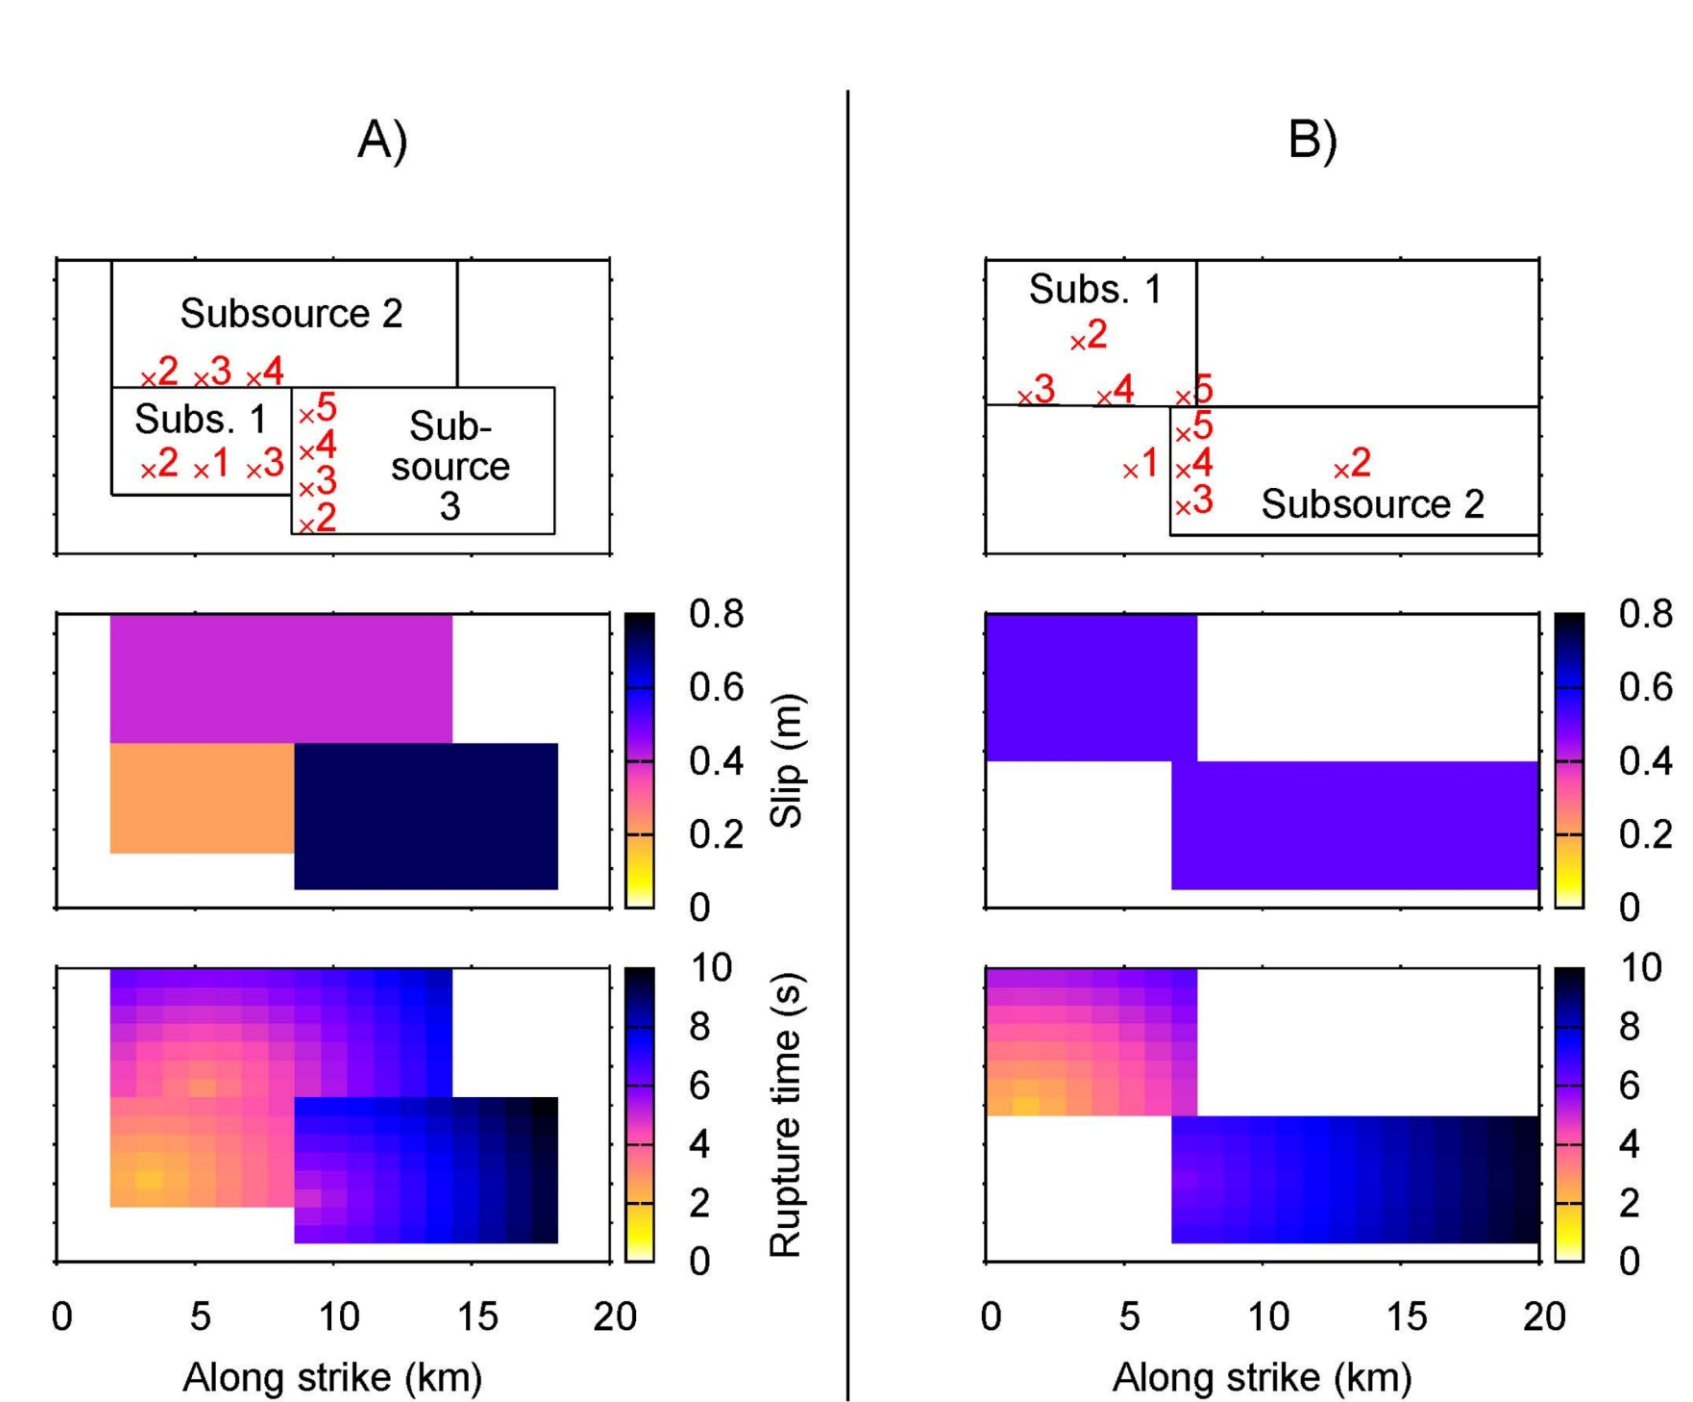 A)
B)
Subsource 2
×2 ×3 ×4
Subs. 1
×2 ×1 ×3
×5
×4
×3
×2
Sub-
source
3
Subs. 1
×2
×3 ×4 ×5
×5
×1 ×4 ×2
×3
Subsource 2
0.8
0.6
0.4
0.2
0
Slip (m)
0.8
0.6
0.4
0.2
0
10
8
6
4
2
0
Rupture time (s)
10
8
6
4
2
0
0 5 10 15 20
Along strike (km)
0 5 10 15 20
Along strike (km)